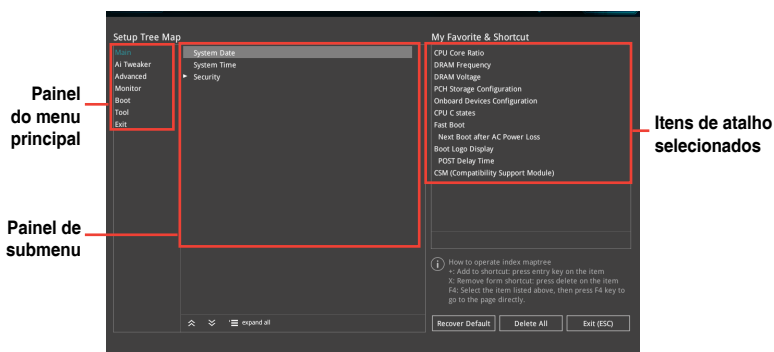 Setup Tree Map
Main
Ai Tweaker
Advanced
Monitor
Boot
Tool
Exit
System Date
System Time
Security
expand all
My Favorite & Shortcut
CPU Core Ratio
DRAM Frequency
DRAM Voltage
PCH Storage Configuration
Onboard Devices Configuration
CPU C states
Fast Boot
Next Boot after AC Power Loss
Boot Logo Display
POST Delay Time
CSM (Compatibility Support Module)
How to operate index maptree
+: Add to shortcut: press entry key on the item
X: Remove form shortcut: press delete on the item
F4: Select the item listed above, then press F4 key to
go to the page directly.
Recover Default
Delete All
Exit (ESC)
Painel
do menu
principal
Painel de
submenu
Itens de atalho
selecionados